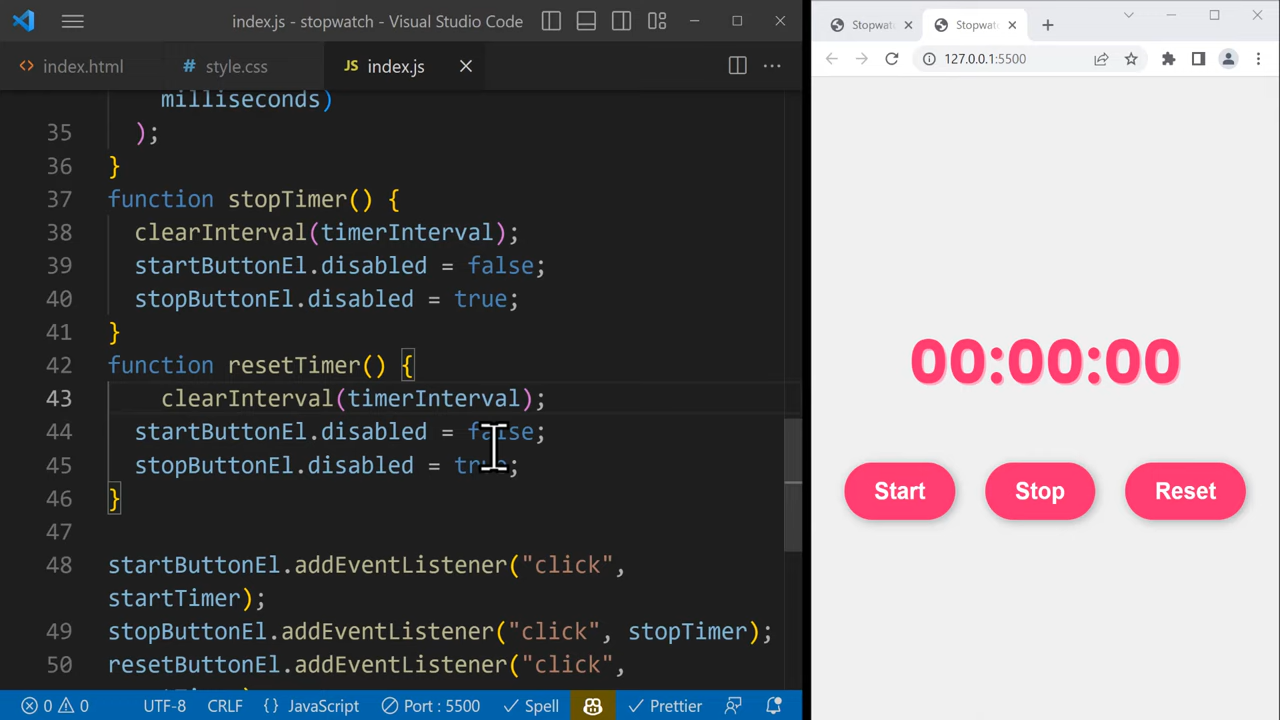 index.js - stopwatch - Visual Studio Code
index.html
# style.css
JS index.js
milliseconds)
35 );
36 }
37 function stopTimer() {
38 clearInterval(timerInterval);
39 startButtonEl.disabled = false;
40 stopButtonEl.disabled = true;
41 }
42 function resetTimer() {
43 clearInterval(timerInterval);
44 startButtonEl.disabled = false;
45 stopButtonEl.disabled = true;
46 }
47
48 startButtonEl.addEventListener("click",
startTimer);
49 stopButtonEl.addEventListener("click", stopTimer);
50 resetButtonEl.addEventListener("click",
0 0
UTF-8
CRLF
{ } JavaScript
Port : 5500
Spell
Prettier
Stopwat
Stopwat
127.0.0.1:5500
00:00:00
Start
Stop
Reset